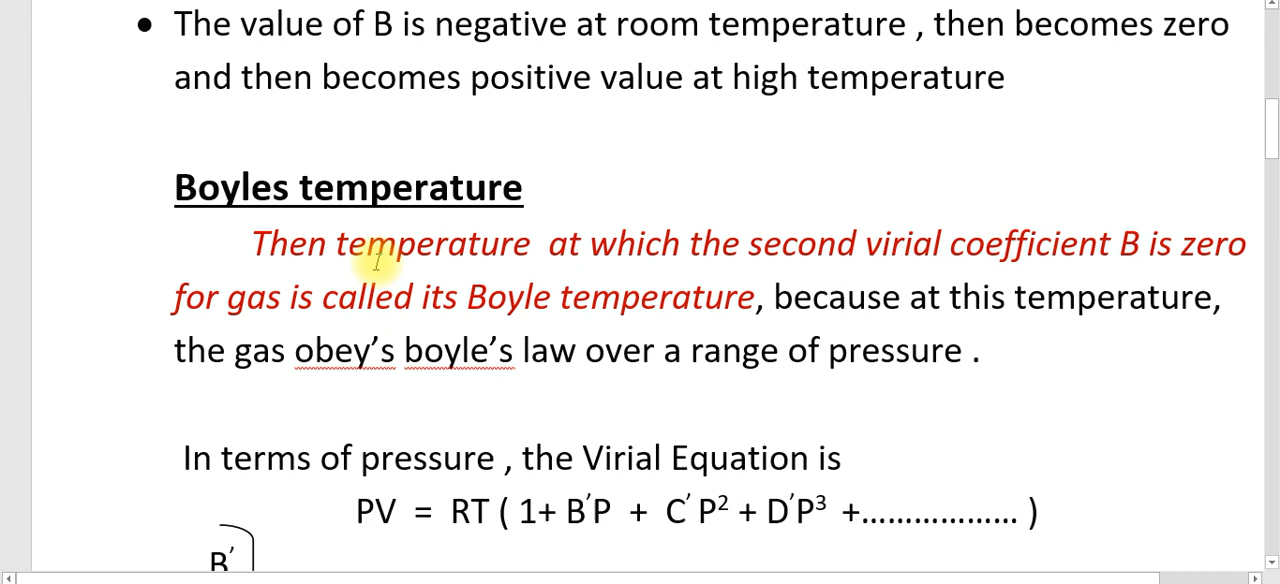 • The value of B is negative at room temperature , then becomes zero
and then becomes positive value at high temperature
Boyles temperature
Then temperature at which the second virial coefficient B is zero
for gas is called its Boyle temperature, because at this temperature,
the gas obey’s boyle’s law over a range of pressure .
In terms of pressure , the Virial Equation is
PV = RT ( 1+ B′P + C′ P² + D′P³ +.................. )
B′